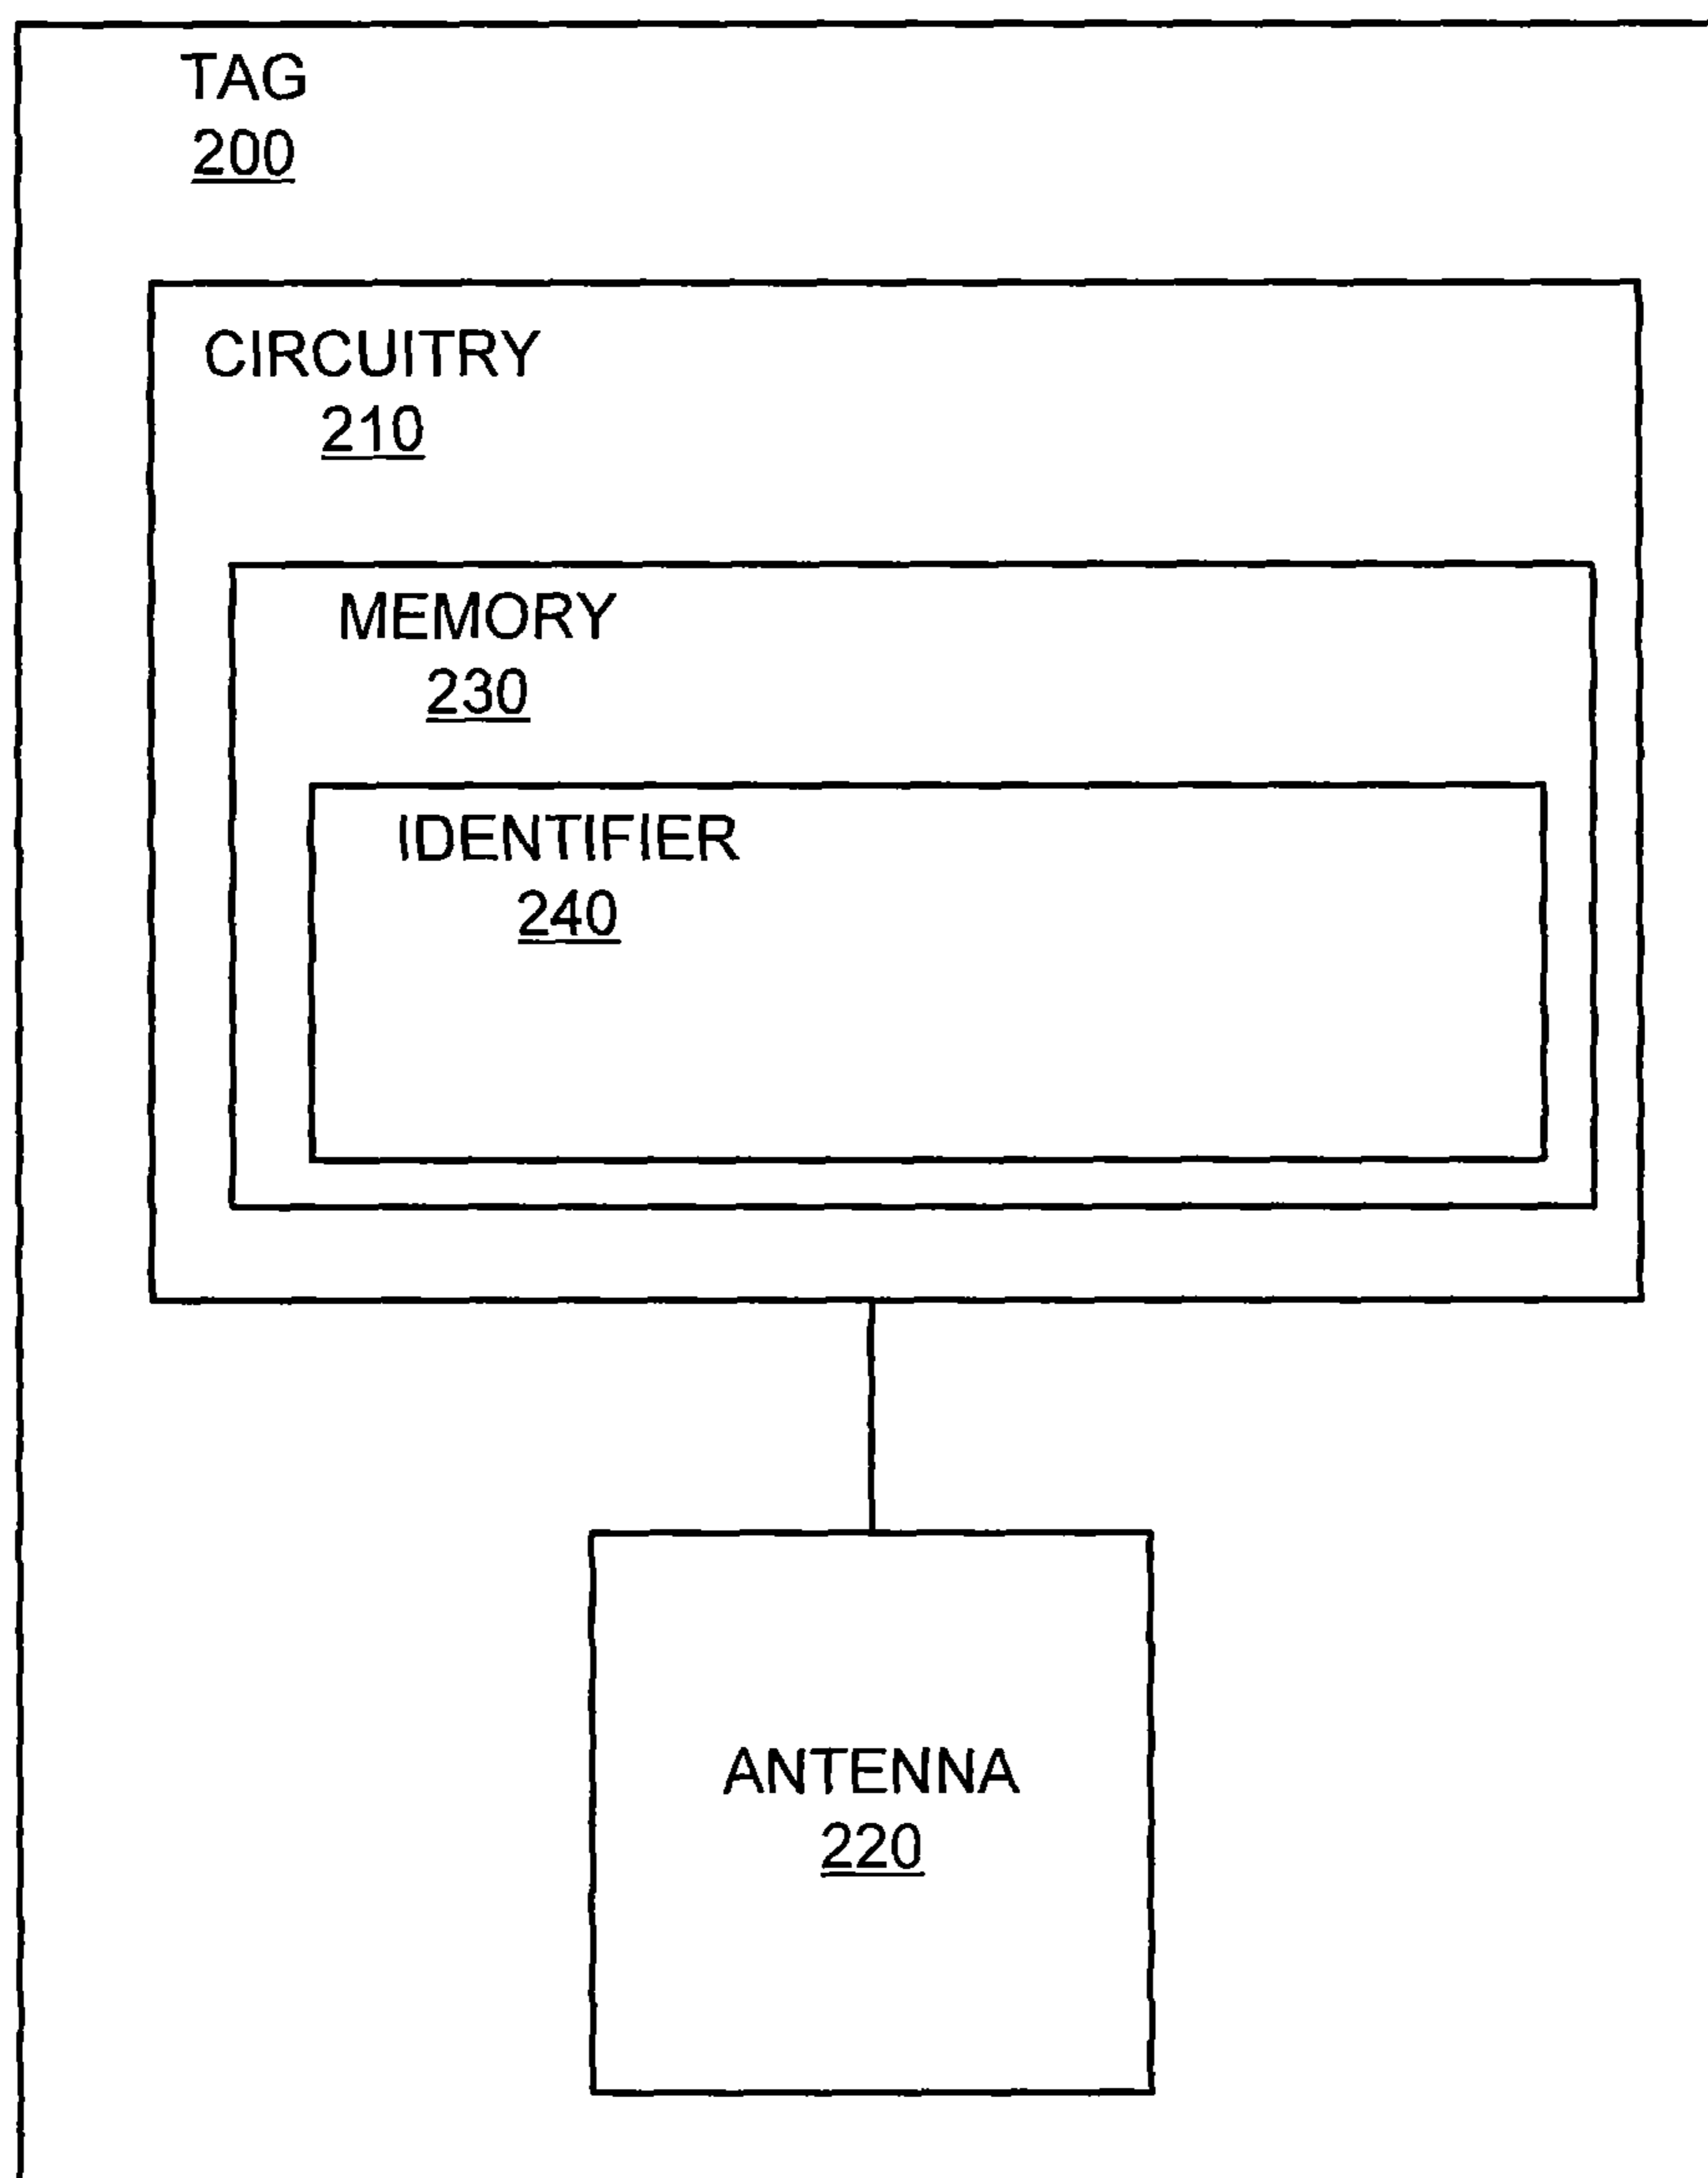 TAG
200
CIRCUITRY
210
MEMORY
230
IDENTIFIER
240
ANTENNA
220